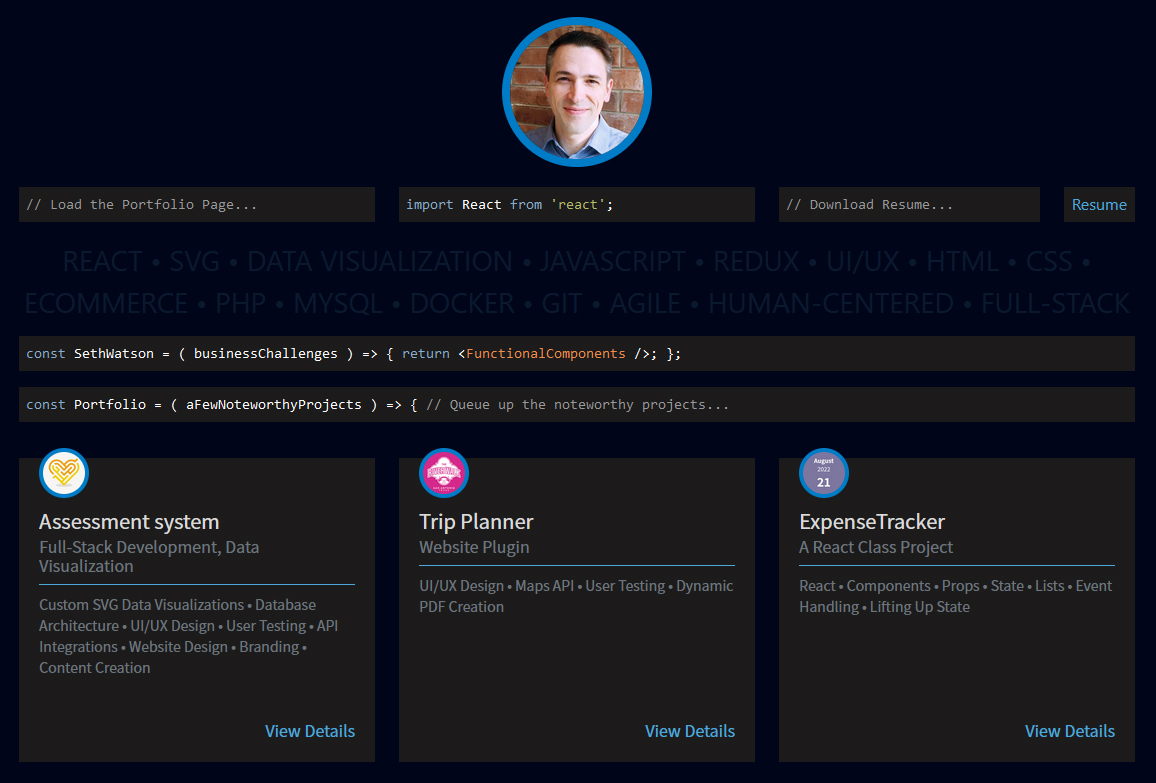 // Load the Portfolio Page...
import React from 'react';
// Download Resume...
Resume
REACT • SVG • DATA VISUALIZATION • JAVASCRIPT • REDUX • UI/UX • HTML • CSS •
ECOMMERCE • PHP • MYSQL • DOCKER • GIT • AGILE • HUMAN-CENTERED • FULL-STACK
const SethWatson = ( businessChallenges ) => { return <FunctionalComponents />; };
const Portfolio = ( aFewNoteworthyProjects ) => { // Queue up the noteworthy projects...
Assessment system
Full-Stack Development, Data
Visualization
Custom SVG Data Visualizations • Database
Architecture • UI/UX Design • User Testing • API
Integrations • Website Design • Branding •
Content Creation
View Details
Trip Planner
Website Plugin
UI/UX Design • Maps API • User Testing • Dynamic
PDF Creation
View Details
August
2022
21
ExpenseTracker
A React Class Project
React • Components • Props • State • Lists • Event
Handling • Lifting Up State
View Details